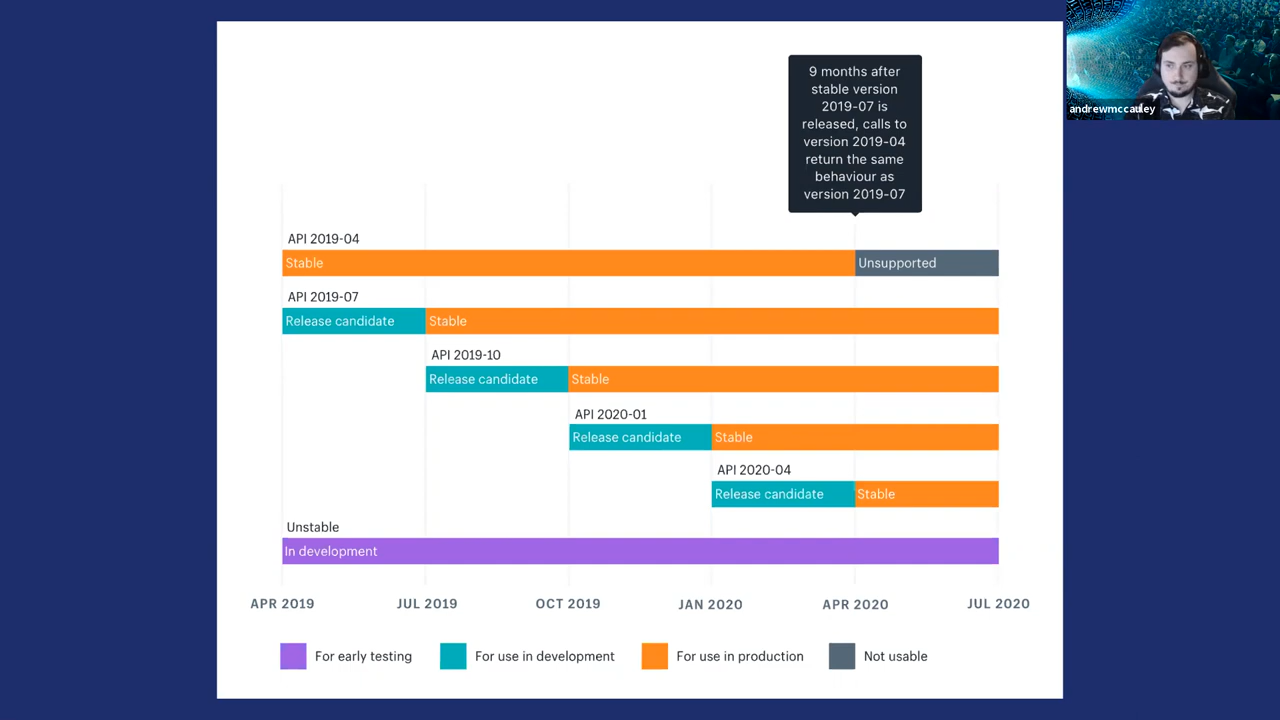 andrewmccauley
9 months after
stable version
2019-07 is
released, calls to
version 2019-04
return the same
behaviour as
version 2019-07
API 2019-04
Stable
Unsupported
API 2019-07
Release candidate
Stable
API 2019-10
Release candidate
Stable
API 2020-01
Release candidate
Stable
API 2020-04
Release candidate
Stable
Unstable
In development
APR 2019
JUL 2019
OCT 2019
JAN 2020
APR 2020
JUL 2020
For early testing
For use in development
For use in production
Not usable